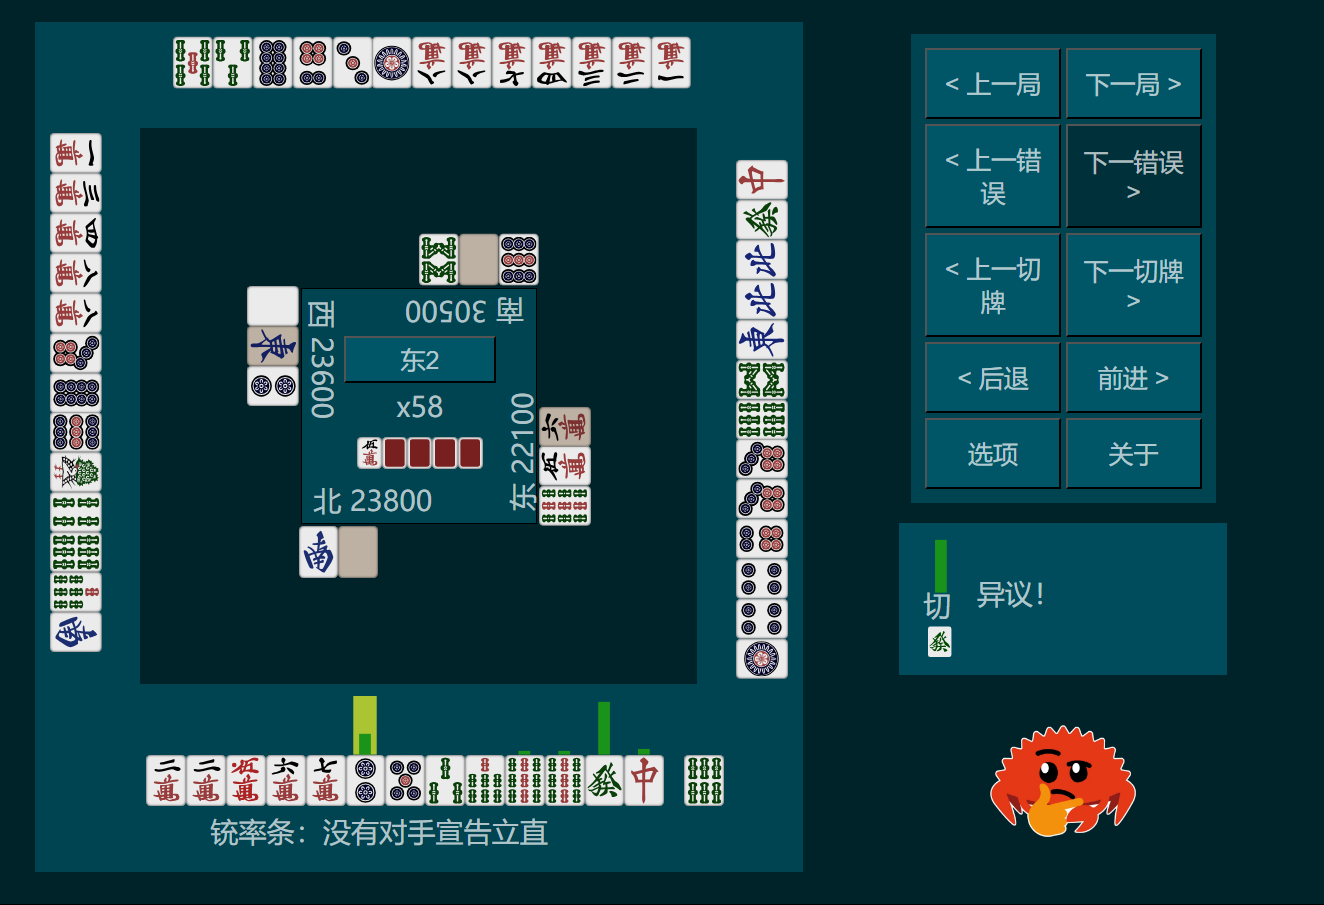 < 上一局
下一局 >
< 上一错
误
下一错误
>
< 上一切
牌
下一切牌
>
< 后退
前进 >
选项
关于
南 30500
西 23600
东2
x58
东 22100
北 23800
切
异议！
铳率条：没有对手宣告立直